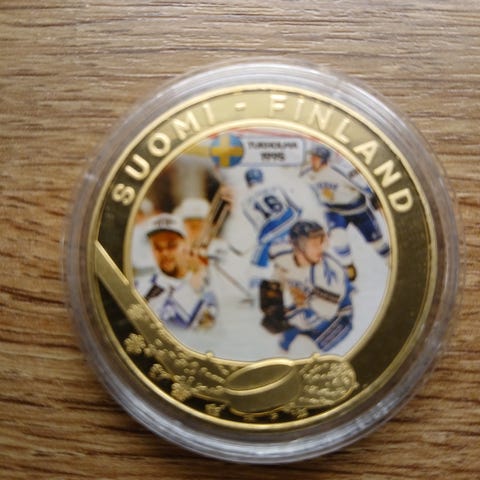 SUOMI - FINLAND
TUKHOLMA
1995
16